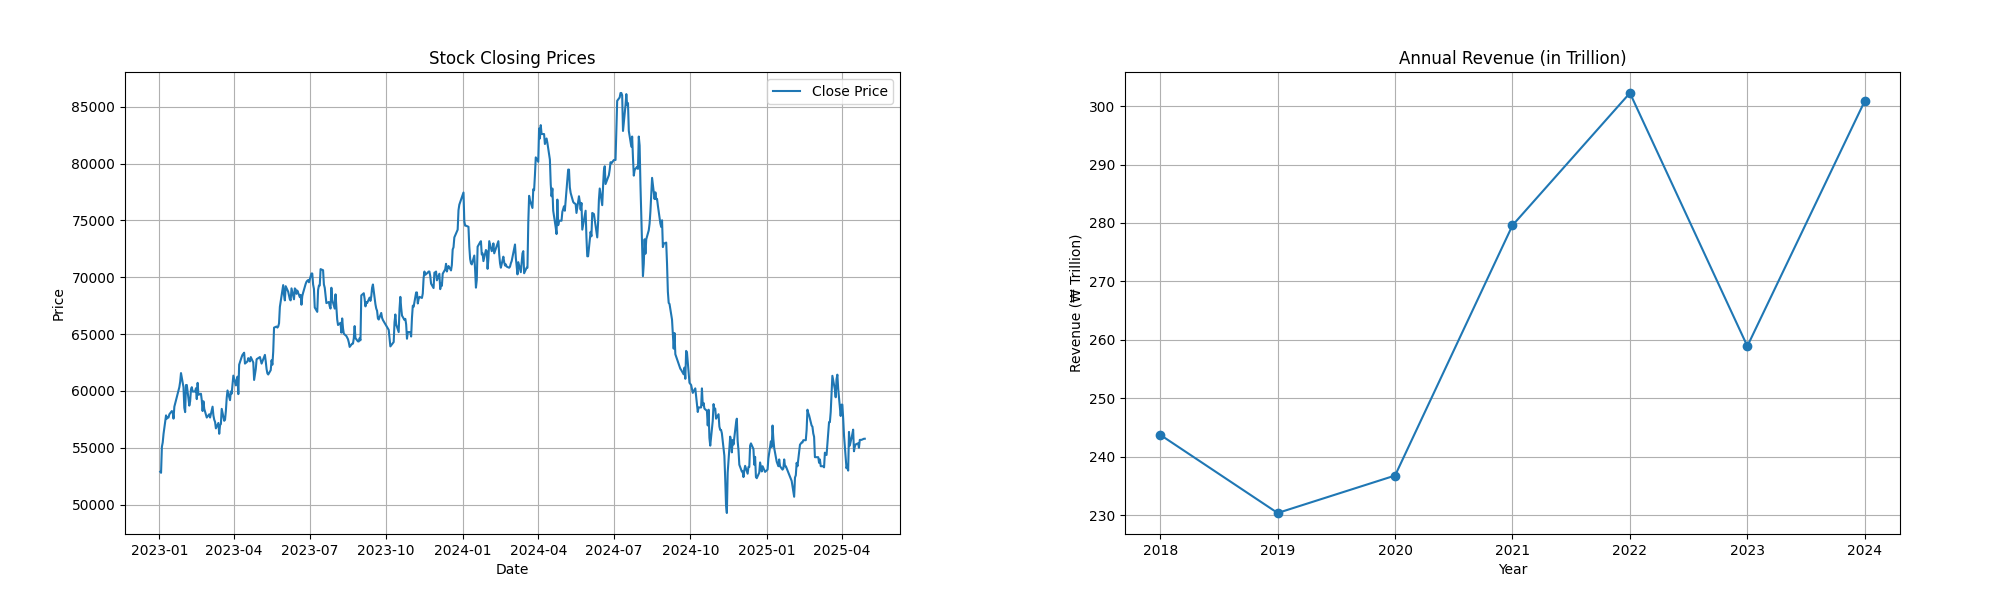 Stock Closing Prices
Close Price
Price
85000
80000
75000
70000
65000
60000
55000
50000
2023-01 2023-04 2023-07 2023-10 2024-01 2024-04 2024-07 2024-10 2025-01 2025-04
Date
Annual Revenue (in Trillion)
Revenue (₩ Trillion)
300
290
280
270
260
250
240
230
2018 2019 2020 2021 2022 2023 2024
Year